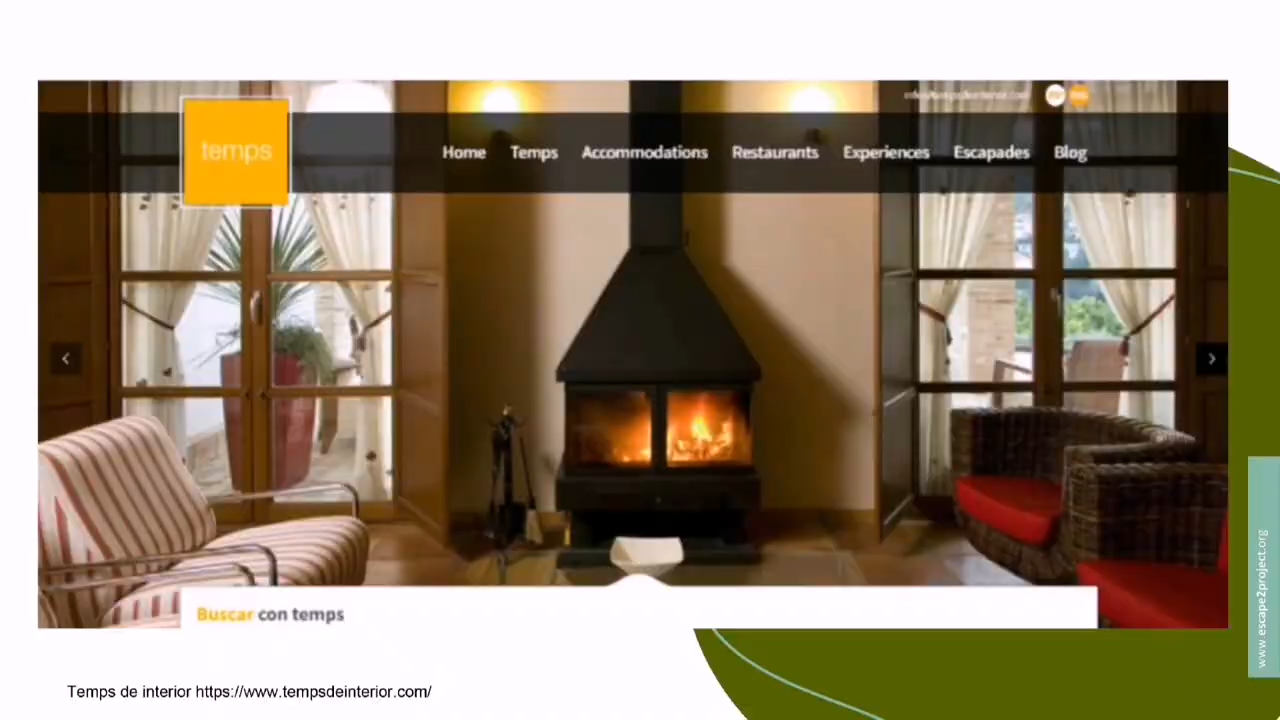 temps
Home Temps Accommodations Restaurants Experiences Escapades Blog
Buscar con temps
www.escape2project.org
Temps de interior https://www.tempsdeinterior.com/